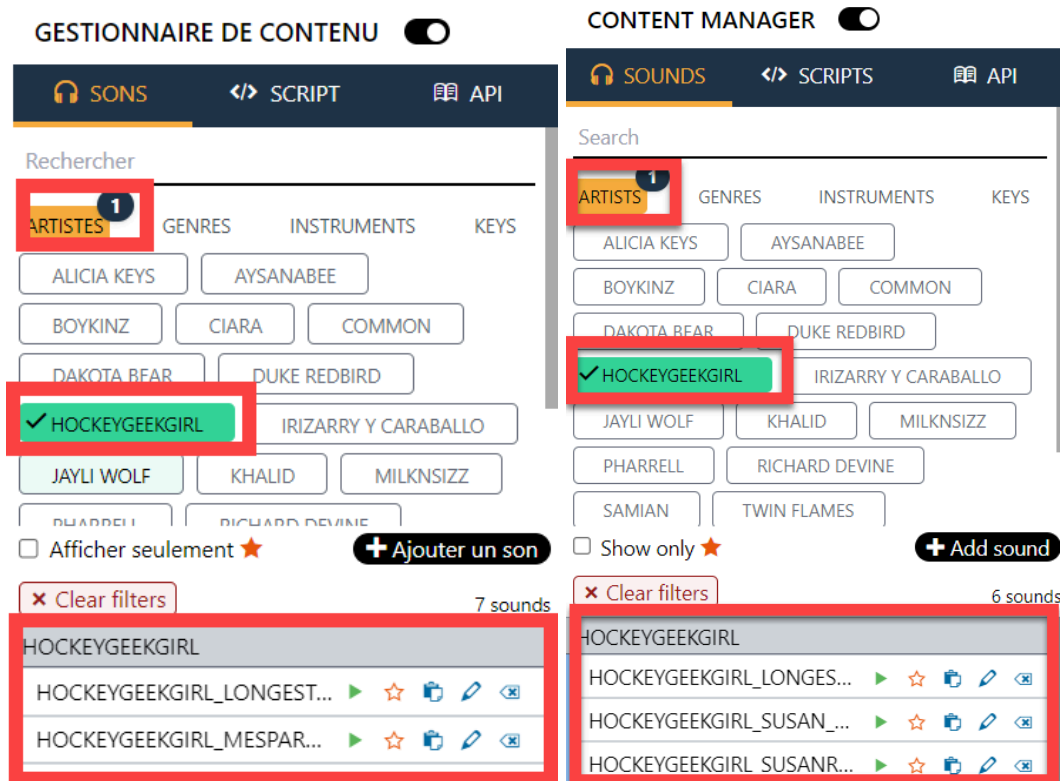 GESTIONNAIRE DE CONTENU
SONS </> SCRIPT API
Rechercher
ARTISTES 1 GENRES INSTRUMENTS KEYS
ALICIA KEYS AYSANABEE
BOYKINZ CIARA COMMON
DAKOTA BEAR DUKE REDBIRD
HOCKEYGEEKGIRL IRIZARRY Y CARABALLO
JAYLI WOLF KHALID MILKNSIZZ
PHARRELL RICHARD DEVINE
Afficher seulement + Ajouter un son
× Clear filters 7 sounds
HOCKEYGEEKGIRL
HOCKEYGEEKGIRL_LONGEST...
HOCKEYGEEKGIRL_MESPAR...
CONTENT MANAGER
SOUNDS </> SCRIPTS API
Search
ARTISTS 1 GENRES INSTRUMENTS KEYS
ALICIA KEYS AYSANABEE
BOYKINZ CIARA COMMON
DAKOTA BEAR DUKE REDBIRD
HOCKEYGEEKGIRL IRIZARRY Y CARABALLO
JAYLI WOLF KHALID MILKNSIZZ
PHARRELL RICHARD DEVINE
SAMIAN TWIN FLAMES
Show only + Add sound
× Clear filters 6 sounds
HOCKEYGEEKGIRL
HOCKEYGEEKGIRL_LONGES...
HOCKEYGEEKGIRL_SUSAN_...
HOCKEYGEEKGIRL_SUSANR...